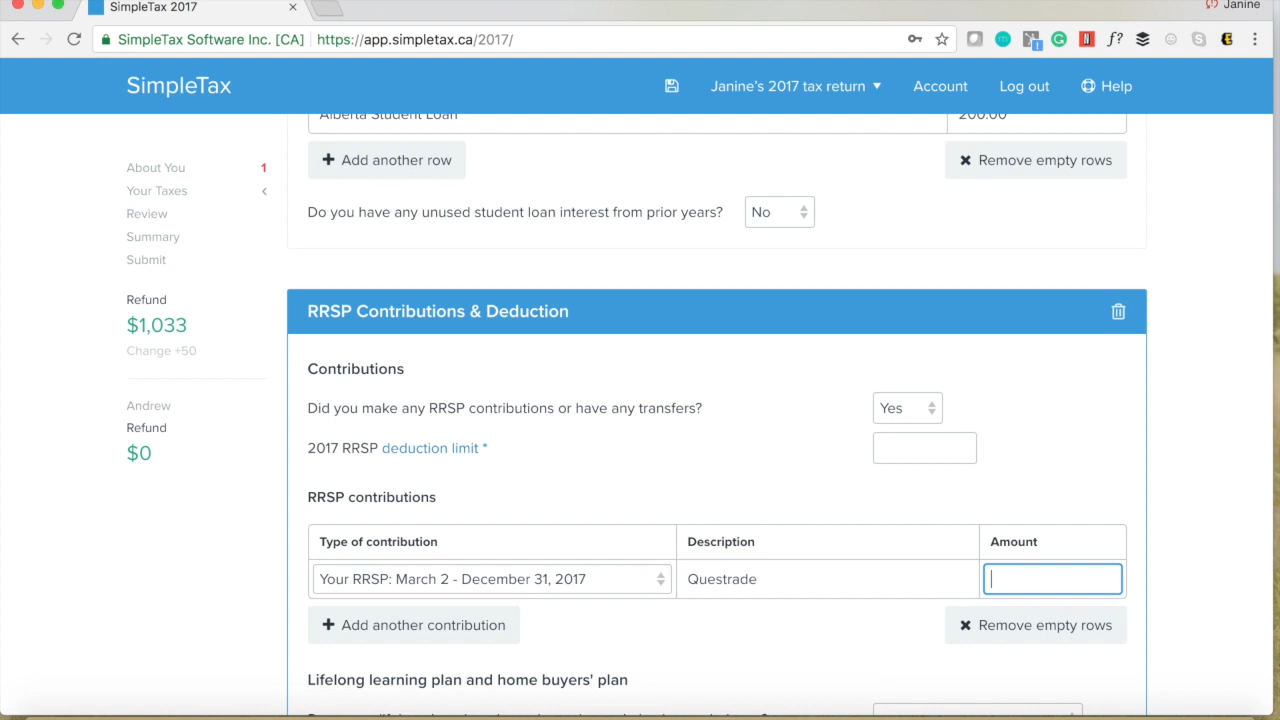 SimpleTax 2017
Janine
SimpleTax Software Inc. [CA] https://app.simpletax.ca/2017/
SimpleTax
Janine's 2017 tax return
Account
Log out
Help
Alberta Student Loan
200.00
Add another row
Remove empty rows
About You 1
Your Taxes
Review
Summary
Submit
Do you have any unused student loan interest from prior years? No
Refund
$1,033
Change +50
Andrew
Refund
$0
RRSP Contributions & Deduction
Contributions
Did you make any RRSP contributions or have any transfers? Yes
2017 RRSP deduction limit *
RRSP contributions
Type of contribution Description Amount
Your RRSP: March 2 - December 31, 2017 Questrade
Add another contribution
Remove empty rows
Lifelong learning plan and home buyers' plan